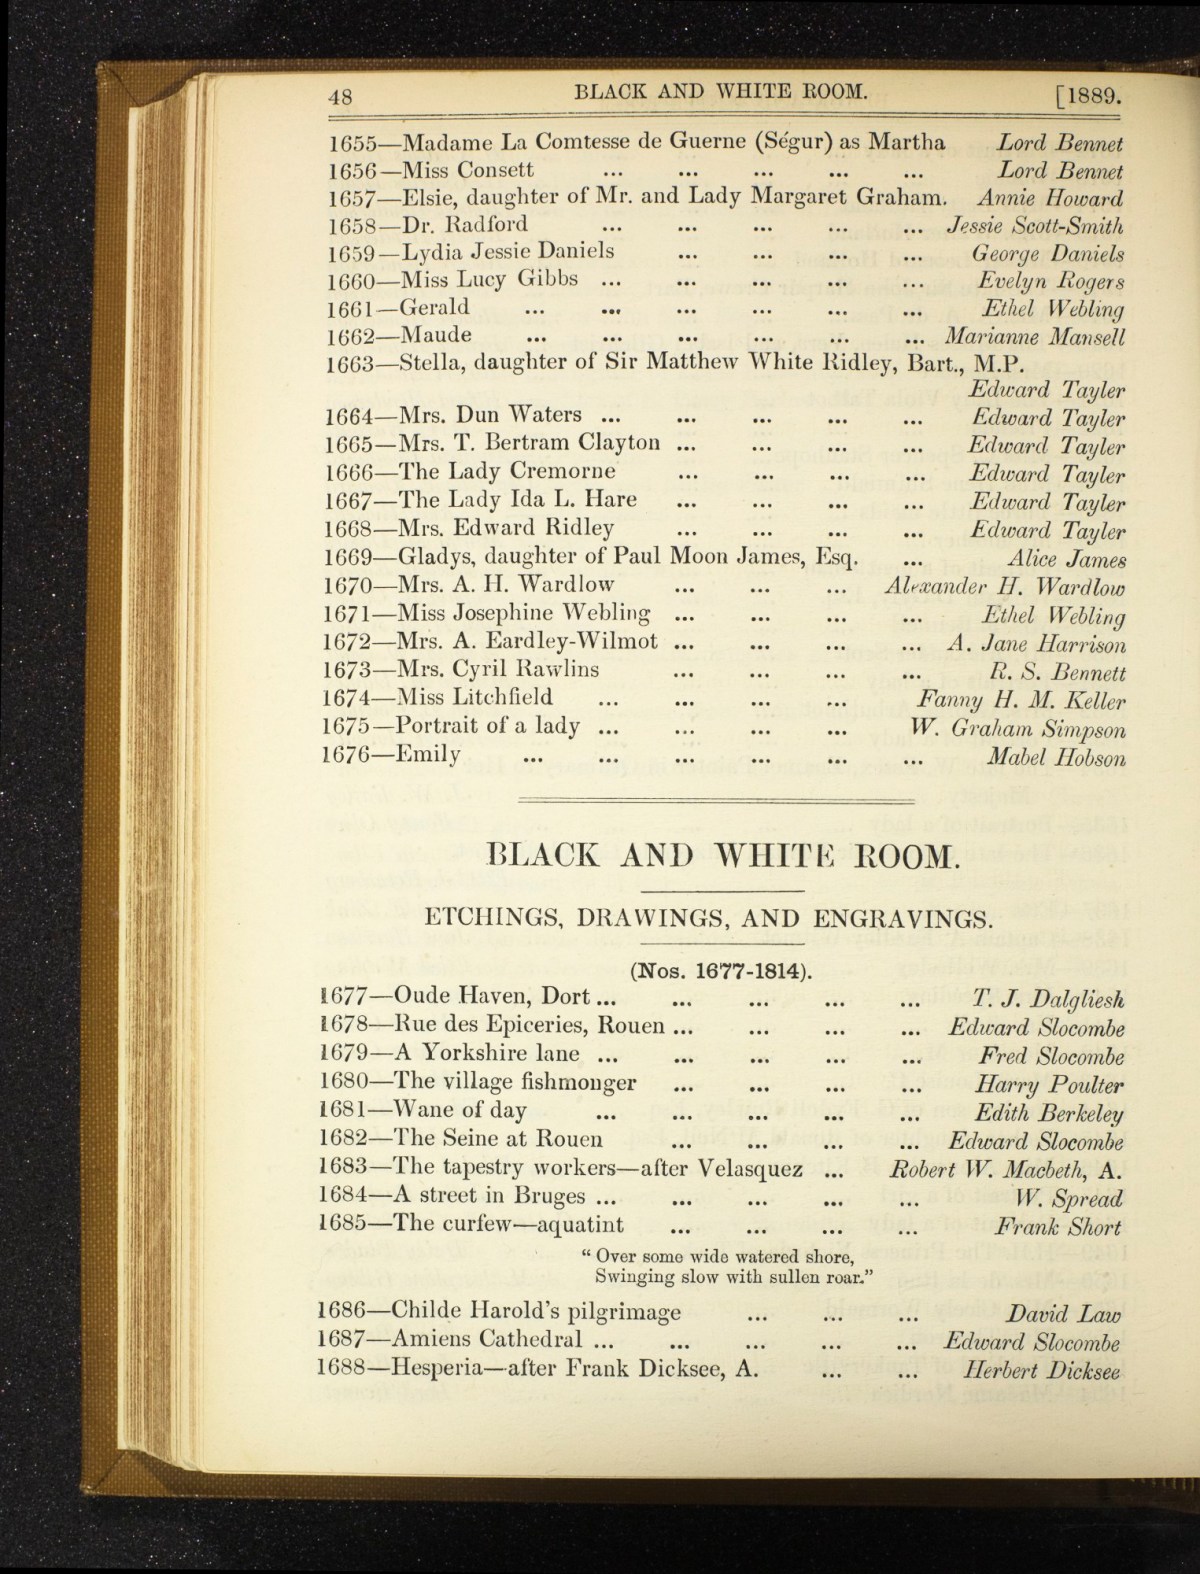 48 BLACK AND WHITE ROOM. [1889.
1655—Madame La Comtesse de Guerne (Ségur) as Martha Lord Bennet
1656—Miss Consett ... ... ... ... ... Lord Bennet
1657—Elsie, daughter of Mr. and Lady Margaret Graham. Annie Howard
1658—Dr. Radford ... ... ... ... ... Jessie Scott-Smith
1659—Lydia Jessie Daniels ... ... ... ... George Daniels
1660—Miss Lucy Gibbs ... ... ... ... ... Evelyn Rogers
1661—Gerald ... ... ... ... ... ... Ethel Webling
1662—Maude ... ... ... ... ... ... Marianne Mansell
1663—Stella, daughter of Sir Matthew White Ridley, Bart., M.P.
Edward Tayler
1664—Mrs. Dun Waters ... ... ... ... ... Edward Tayler
1665—Mrs. T. Bertram Clayton ... ... ... ... Edward Tayler
1666—The Lady Cremorne ... ... ... ... Edward Tayler
1667—The Lady Ida L. Hare ... ... ... ... Edward Tayler
1668—Mrs. Edward Ridley ... ... ... ... Edward Tayler
1669—Gladys, daughter of Paul Moon James, Esq. ... Alice James
1670—Mrs. A. H. Wardlow ... ... ... Alexander H. Wardlow
1671—Miss Josephine Webling ... ... ... ... Ethel Webling
1672—Mrs. A. Eardley-Wilmot ... ... ... ... A. Jane Harrison
1673—Mrs. Cyril Rawlins ... ... ... ... R. S. Bennett
1674—Miss Litchfield ... ... ... ... Fanny H. M. Keller
1675—Portrait of a lady ... ... ... ... W. Graham Simpson
1676—Emily ... ... ... ... ... ... Mabel Hobson
BLACK AND WHITE ROOM.
ETCHINGS, DRAWINGS, AND ENGRAVINGS.
(Nos. 1677-1814).
1677—Oude Haven, Dort ... ... ... ... ... T. J. Dalgliesh
1678—Rue des Epiceries, Rouen ... ... ... ... Edward Slocombe
1679—A Yorkshire lane ... ... ... ... ... Fred Slocombe
1680—The village fishmonger ... ... ... ... Harry Poulter
1681—Wane of day ... ... ... ... ... Edith Berkeley
1682—The Seine at Rouen ... ... ... ... Edward Slocombe
1683—The tapestry workers—after Velasquez ... Robert W. Macbeth, A.
1684—A street in Bruges ... ... ... ... ... W. Spread
1685—The curfew—aquatint ... ... ... ... Frank Short
“ Over some wide watered shore,
Swinging slow with sullen roar.”
1686—Childe Harold’s pilgrimage ... ... ... David Law
1687—Amiens Cathedral ... ... ... ... ... Edward Slocombe
1688—Hesperia—after Frank Dicksee, A. ... ... Herbert Dicksee